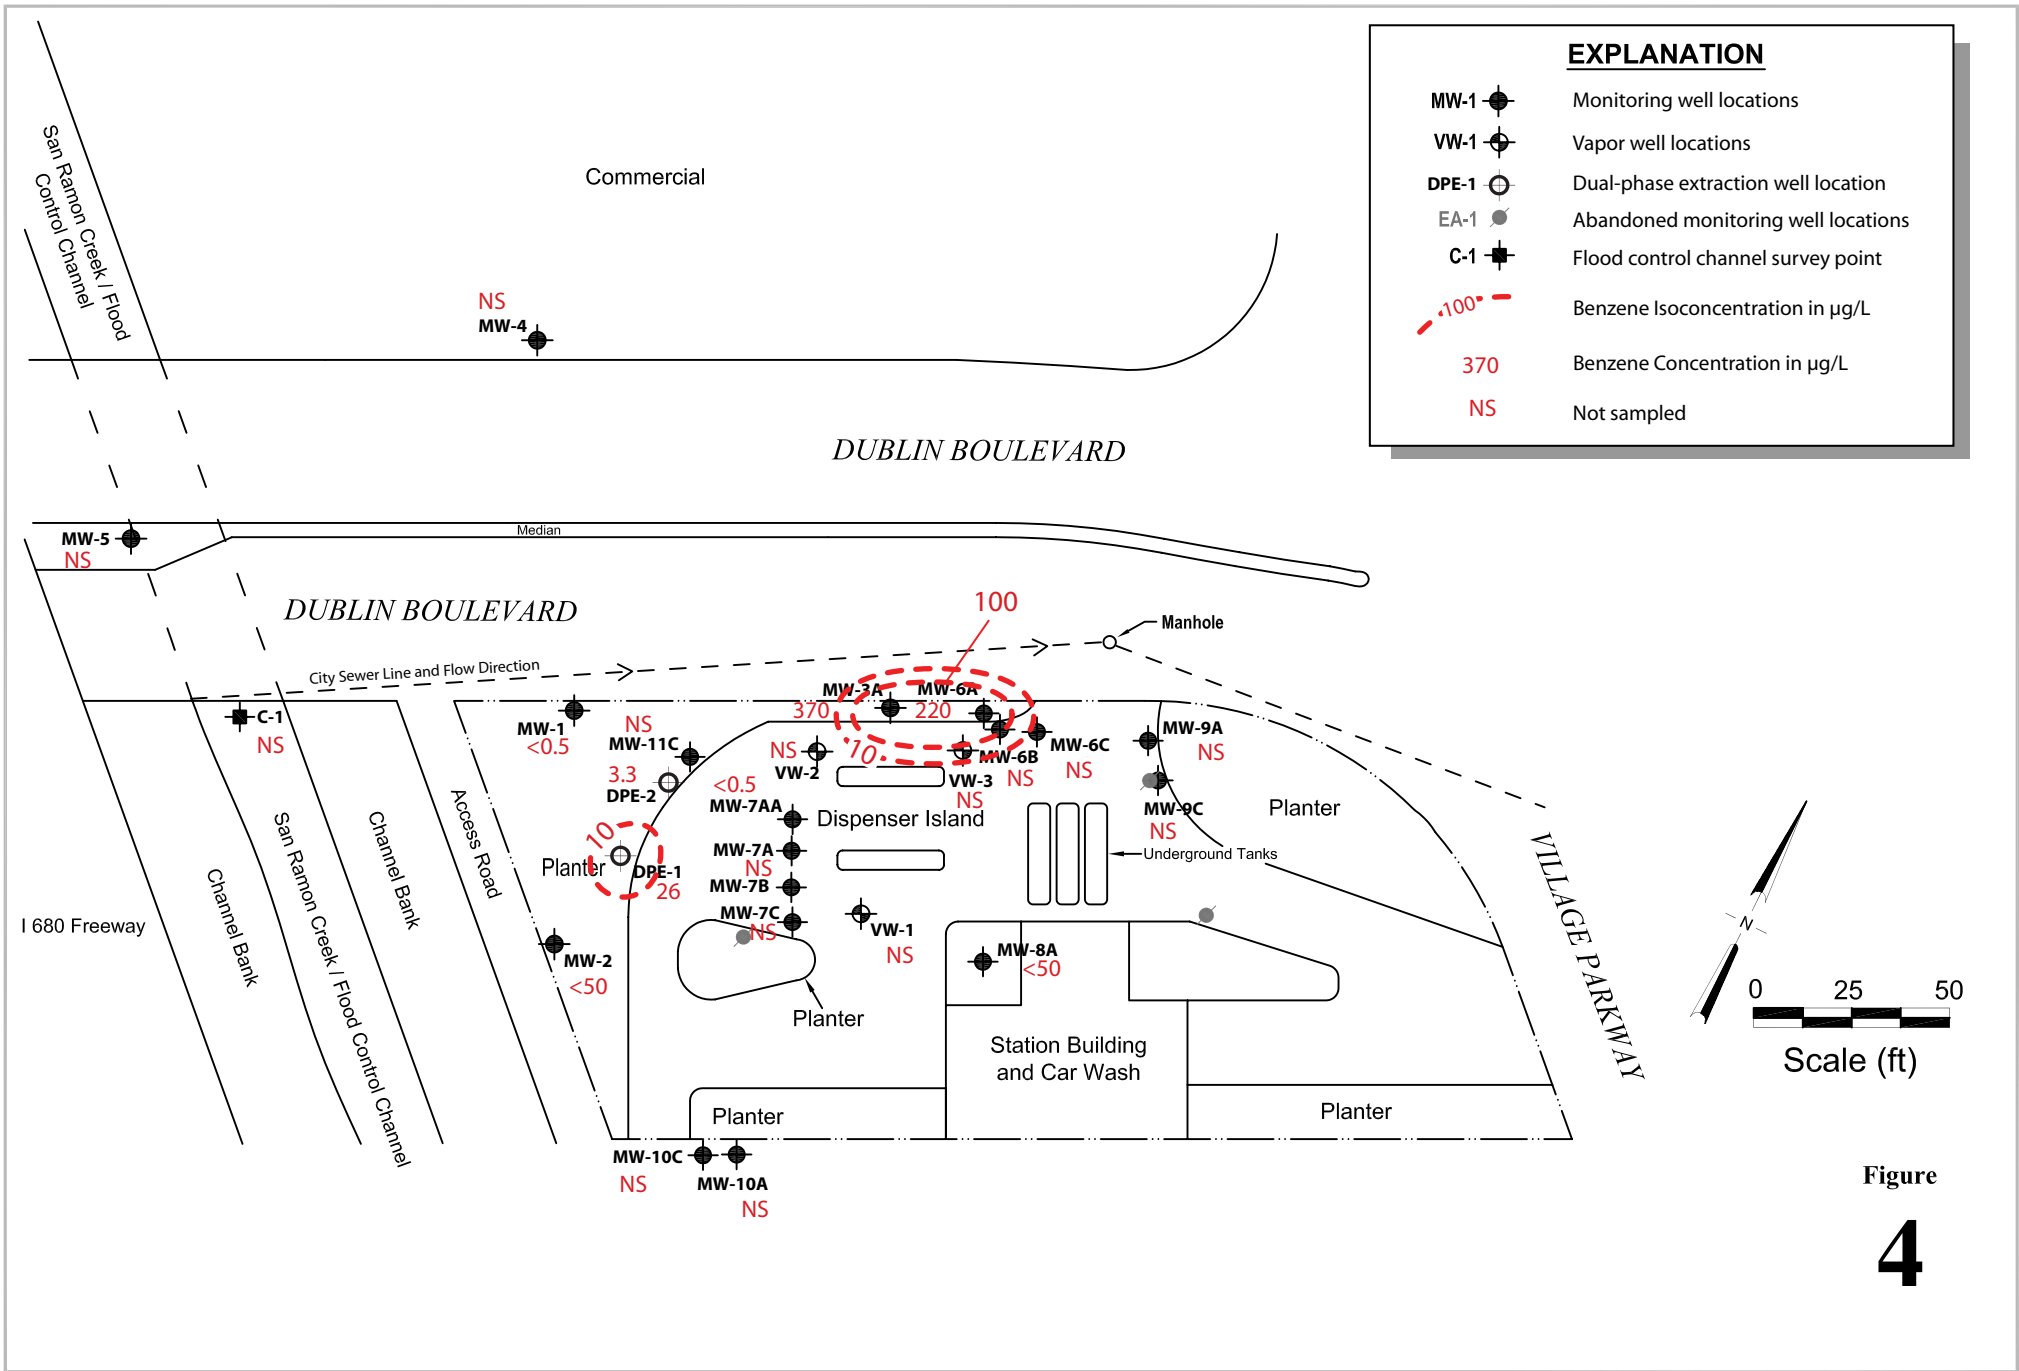 EXPLANATION
MW-1 Monitoring well locations
VW-1 Vapor well locations
DPE-1 Dual-phase extraction well location
EA-1 Abandoned monitoring well locations
C-1 Flood control channel survey point
100 Benzene Isoconcentration in µg/L
370 Benzene Concentration in µg/L
NS Not sampled
San Ramon Creek / Flood
Control Channel
Commercial
NS
MW-4
DUBLIN BOULEVARD
Median
MW-5
NS
DUBLIN BOULEVARD
100
Manhole
City Sewer Line and Flow Direction
C-1
NS
MW-1
<0.5
NS
MW-11C
3.3
DPE-2
10
Planter
DPE-1
26
MW-2
<50
MW-3A
370
MW-6A
220
10
NS
VW-2
VW-3
NS
MW-6B
NS
MW-6C
NS
MW-9A
NS
MW-9C
NS
<0.5
MW-7AA
MW-7A
NS
MW-7B
MW-7C
NS
Dispenser Island
VW-1
NS
MW-8A
<50
Underground Tanks
Planter
Planter
Station Building
and Car Wash
Planter
Planter
MW-10C
NS
MW-10A
NS
I 680 Freeway
Channel Bank
San Ramon Creek / Flood Control Channel
Channel Bank
Access Road
VILLAGE PARKWAY
N
0 25 50
Scale (ft)
Figure
4